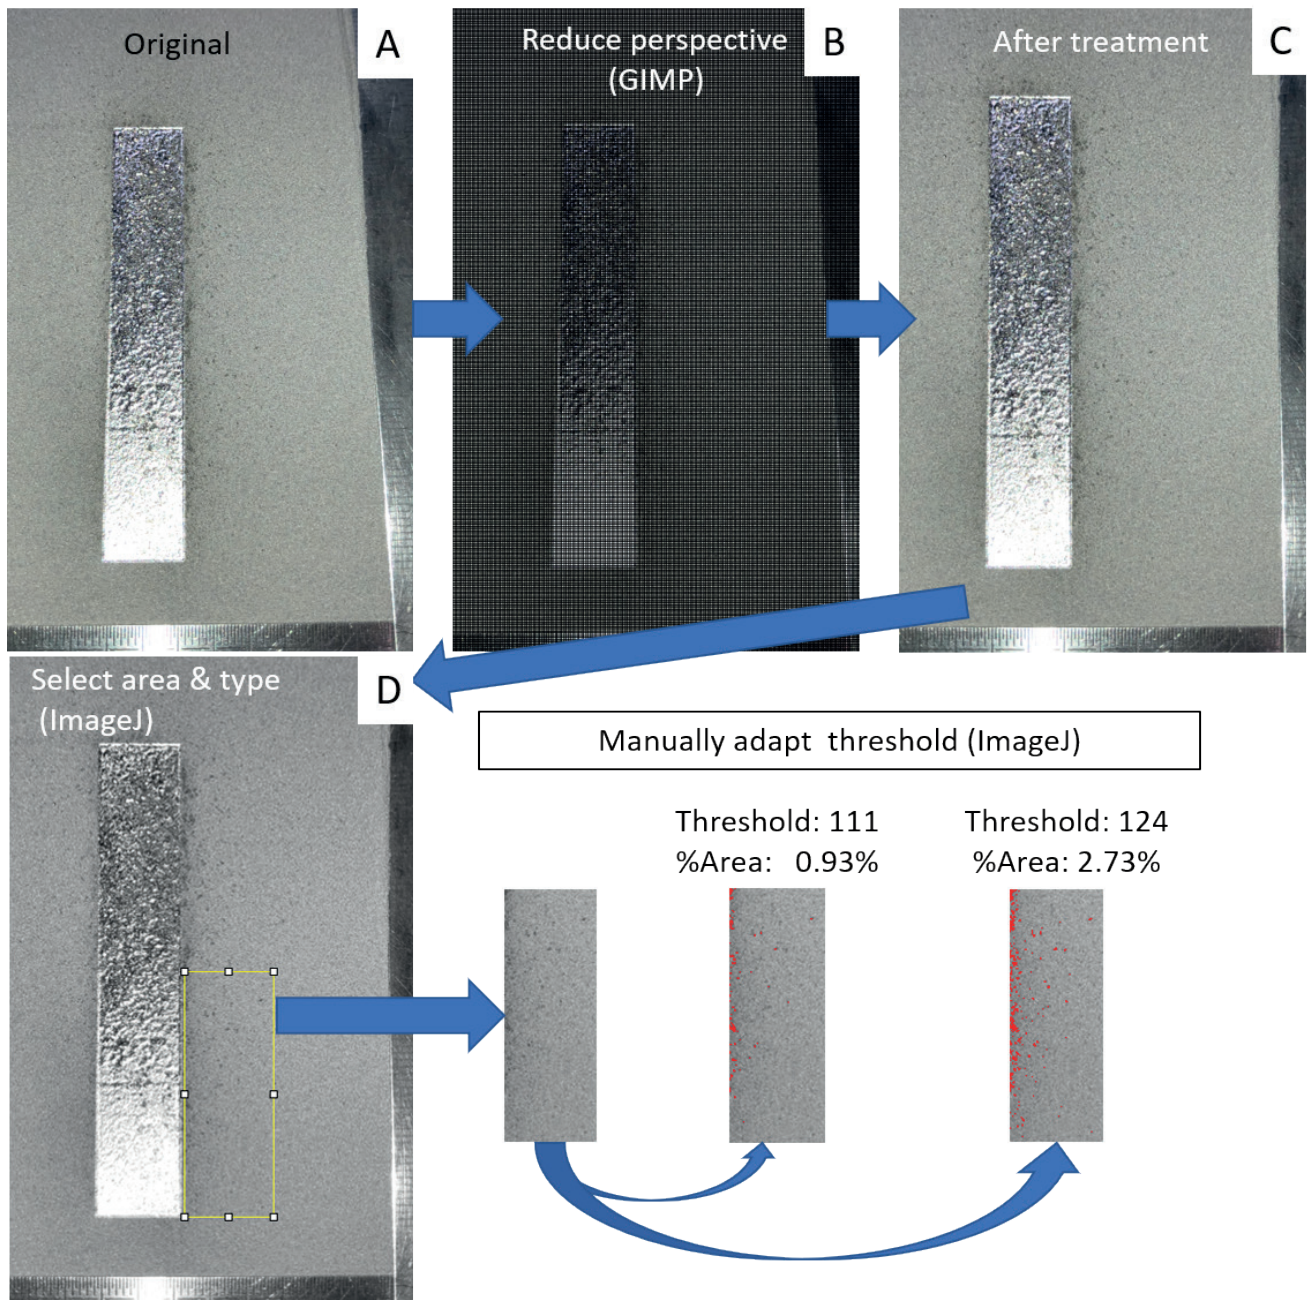 Original
A
Reduce perspective
(GIMP)
B
After treatment
C
Select area & type
(ImageJ)
D
Manually adapt threshold (ImageJ)
Threshold: 111
%Area: 0.93%
Threshold: 124
%Area: 2.73%